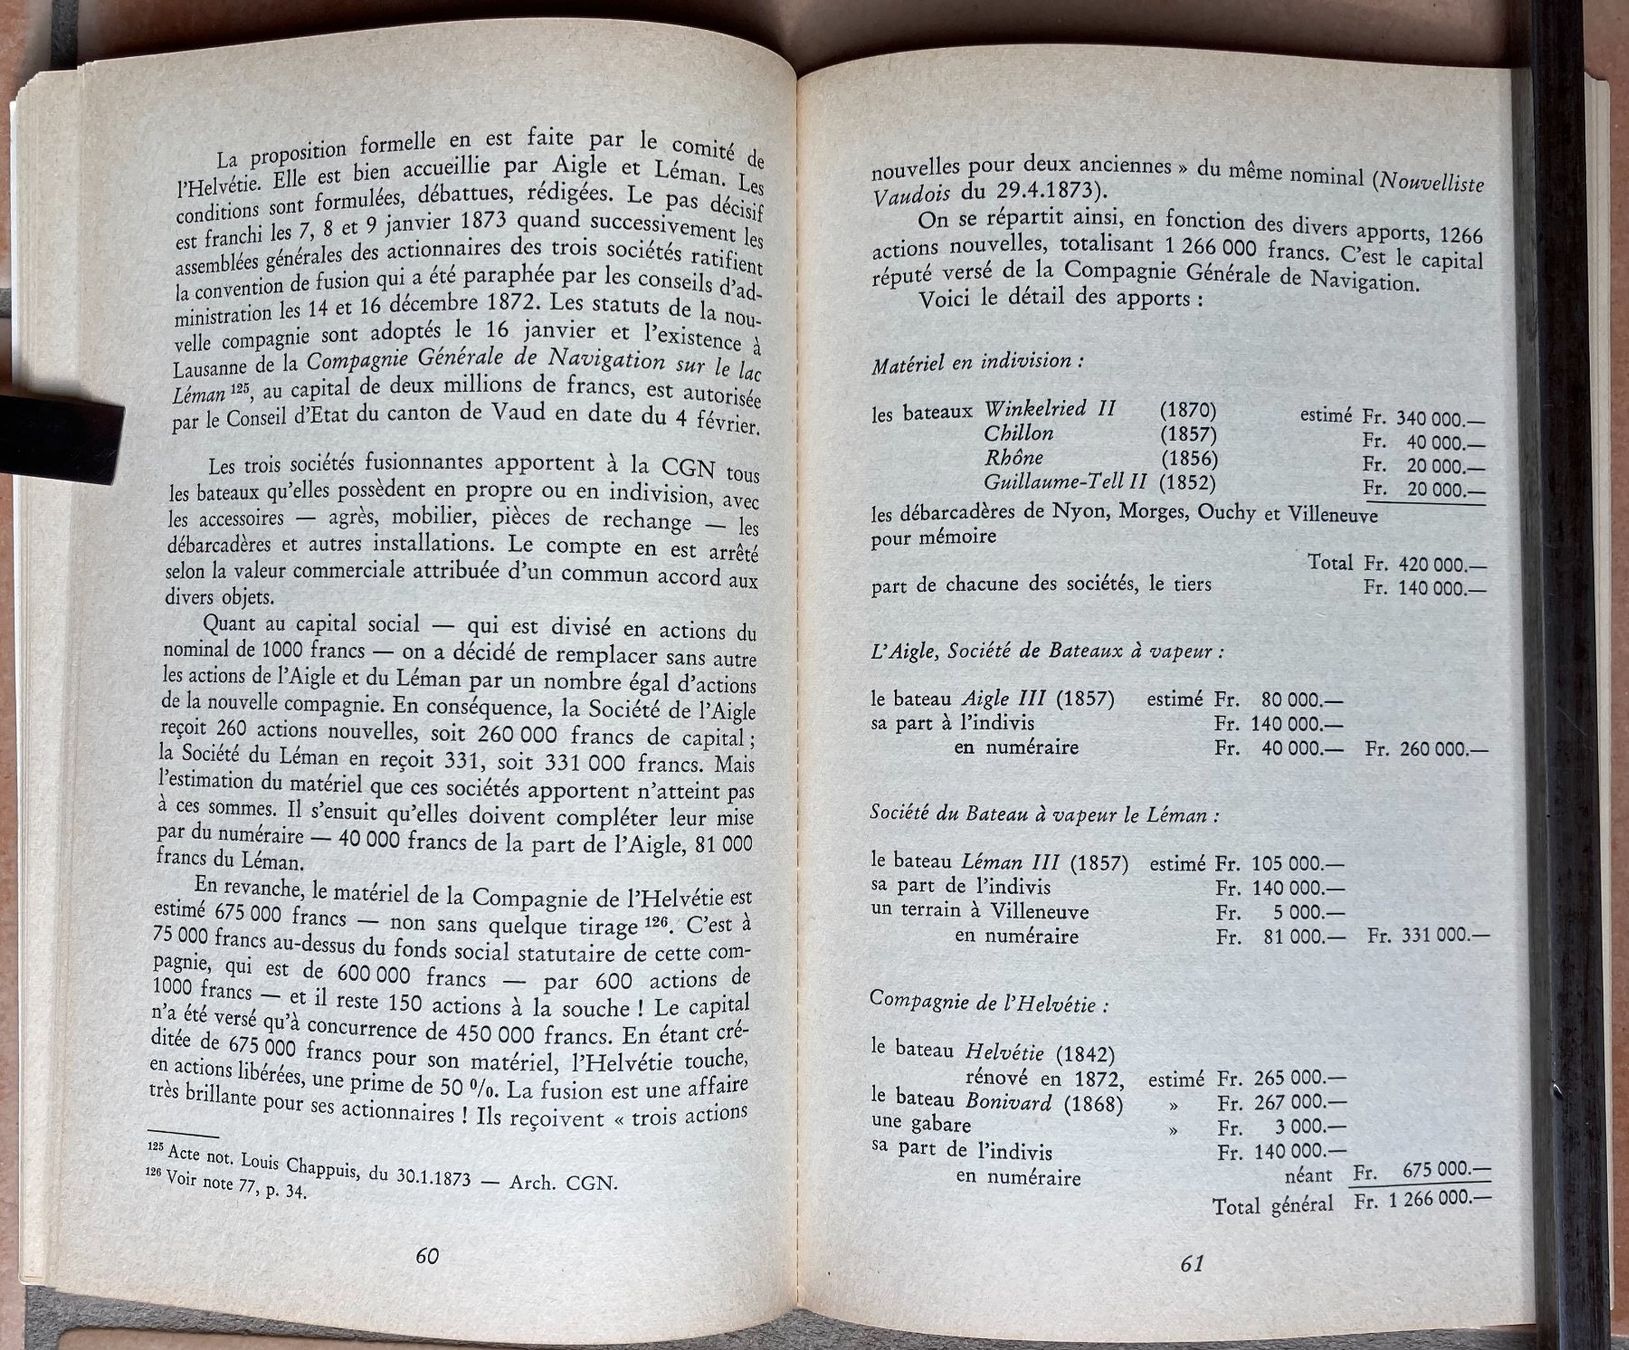 La proposition formelle en est faite par le comité de
l'Helvétie. Elle est bien accueillie par Aigle et Léman. Les
conditions sont formulées, débattues, rédigées. Le pas décisif
est franchi les 7, 8 et 9 janvier 1873 quand successivement les
assemblées générales des actionnaires des trois sociétés ratifient
la convention de fusion qui a été paraphée par les conseils d'ad-
ministration les 14 et 16 décembre 1872. Les statuts de la nou-
velle compagnie sont adoptés le 16 janvier et l'existence à
Lausanne de la Compagnie Générale de Navigation sur le lac
Léman 125, au capital de deux millions de francs, est autorisée
par le Conseil d'Etat du canton de Vaud en date du 4 février.
Les trois sociétés fusionnantes apportent à la CGN tous
les bateaux qu'elles possèdent en propre ou en indivision, avec
les accessoires — agrès, mobilier, pièces de rechange — les
débarcadères et autres installations. Le compte en est arrêté
selon la valeur commerciale attribuée d'un commun accord aux
divers objets.
Quant au capital social — qui est divisé en actions du
nominal de 1000 francs — on a décidé de remplacer sans autre
les actions de l'Aigle et du Léman par un nombre égal d'actions
de la nouvelle compagnie. En conséquence, la Société de l'Aigle
reçoit 260 actions nouvelles, soit 260 000 francs de capital ;
la Société du Léman en reçoit 331, soit 331 000 francs. Mais
l'estimation du matériel que ces sociétés apportent n'atteint pas
à ces sommes. Il s'ensuit qu'elles doivent compléter leur mise
par du numéraire — 40 000 francs de la part de l'Aigle, 81 000
francs du Léman.
En revanche, le matériel de la Compagnie de l'Helvétie est
estimé 675 000 francs — non sans quelque tirage 126. C'est à
75 000 francs au-dessus du fonds social statutaire de cette com-
pagnie, qui est de 600 000 francs — par 600 actions de
1000 francs — et il reste 150 actions à la souche ! Le capital
n'a été versé qu'à concurrence de 450 000 francs. En étant cré-
ditée de 675 000 francs pour son matériel, l'Helvétie touche,
en actions libérées, une prime de 50 %. La fusion est une affaire
très brillante pour ses actionnaires ! Ils reçoivent « trois actions
125 Acte not. Louis Chappuis, du 30.1.1873 — Arch. CGN.
126 Voir note 77, p. 34.
60
nouvelles pour deux anciennes » du même nominal (Nouvelliste
Vaudois du 29.4.1873).
On se répartit ainsi, en fonction des divers apports, 1266
actions nouvelles, totalisant 1 266 000 francs. C'est le capital
réputé versé de la Compagnie Générale de Navigation.
Voici le détail des apports :
Matériel en indivision :
les bateaux Winkelried II (1870) estimé Fr. 340 000.—
Chillon (1857) Fr. 40 000.—
Rhône (1856) Fr. 20 000.—
Guillaume-Tell II (1852) Fr. 20 000.—
les débarcadères de Nyon, Morges, Ouchy et Villeneuve
pour mémoire
Total Fr. 420 000.—
part de chacune des sociétés, le tiers Fr. 140 000.—
L'Aigle, Société de Bateaux à vapeur :
le bateau Aigle III (1857) estimé Fr. 80 000.—
sa part à l'indivis Fr. 140 000.—
en numéraire Fr. 40 000.— Fr. 260 000.—
Société du Bateau à vapeur le Léman :
le bateau Léman III (1857) estimé Fr. 105 000.—
sa part de l'indivis Fr. 140 000.—
un terrain à Villeneuve Fr. 5 000.—
en numéraire Fr. 81 000.— Fr. 331 000.—
Compagnie de l'Helvétie :
le bateau Helvétie (1842)
rénové en 1872, estimé Fr. 265 000.—
le bateau Bonivard (1868) » Fr. 267 000.—
une gabare » Fr. 3 000.—
sa part de l'indivis Fr. 140 000.—
en numéraire néant Fr. 675 000.—
Total général Fr. 1 266 000.—
61